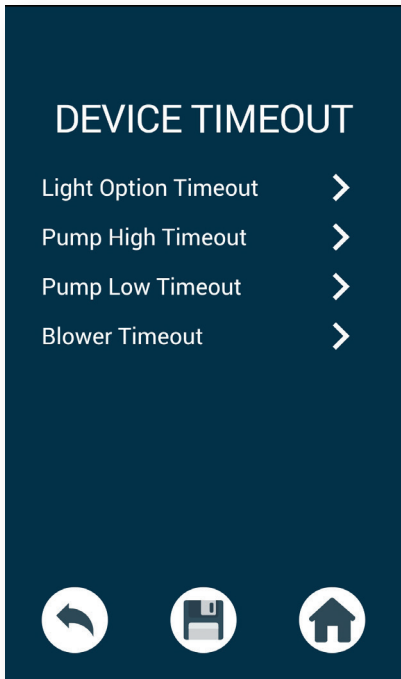 DEVICE TIMEOUT
Light Option Timeout
Pump High Timeout
Pump Low Timeout
Blower Timeout